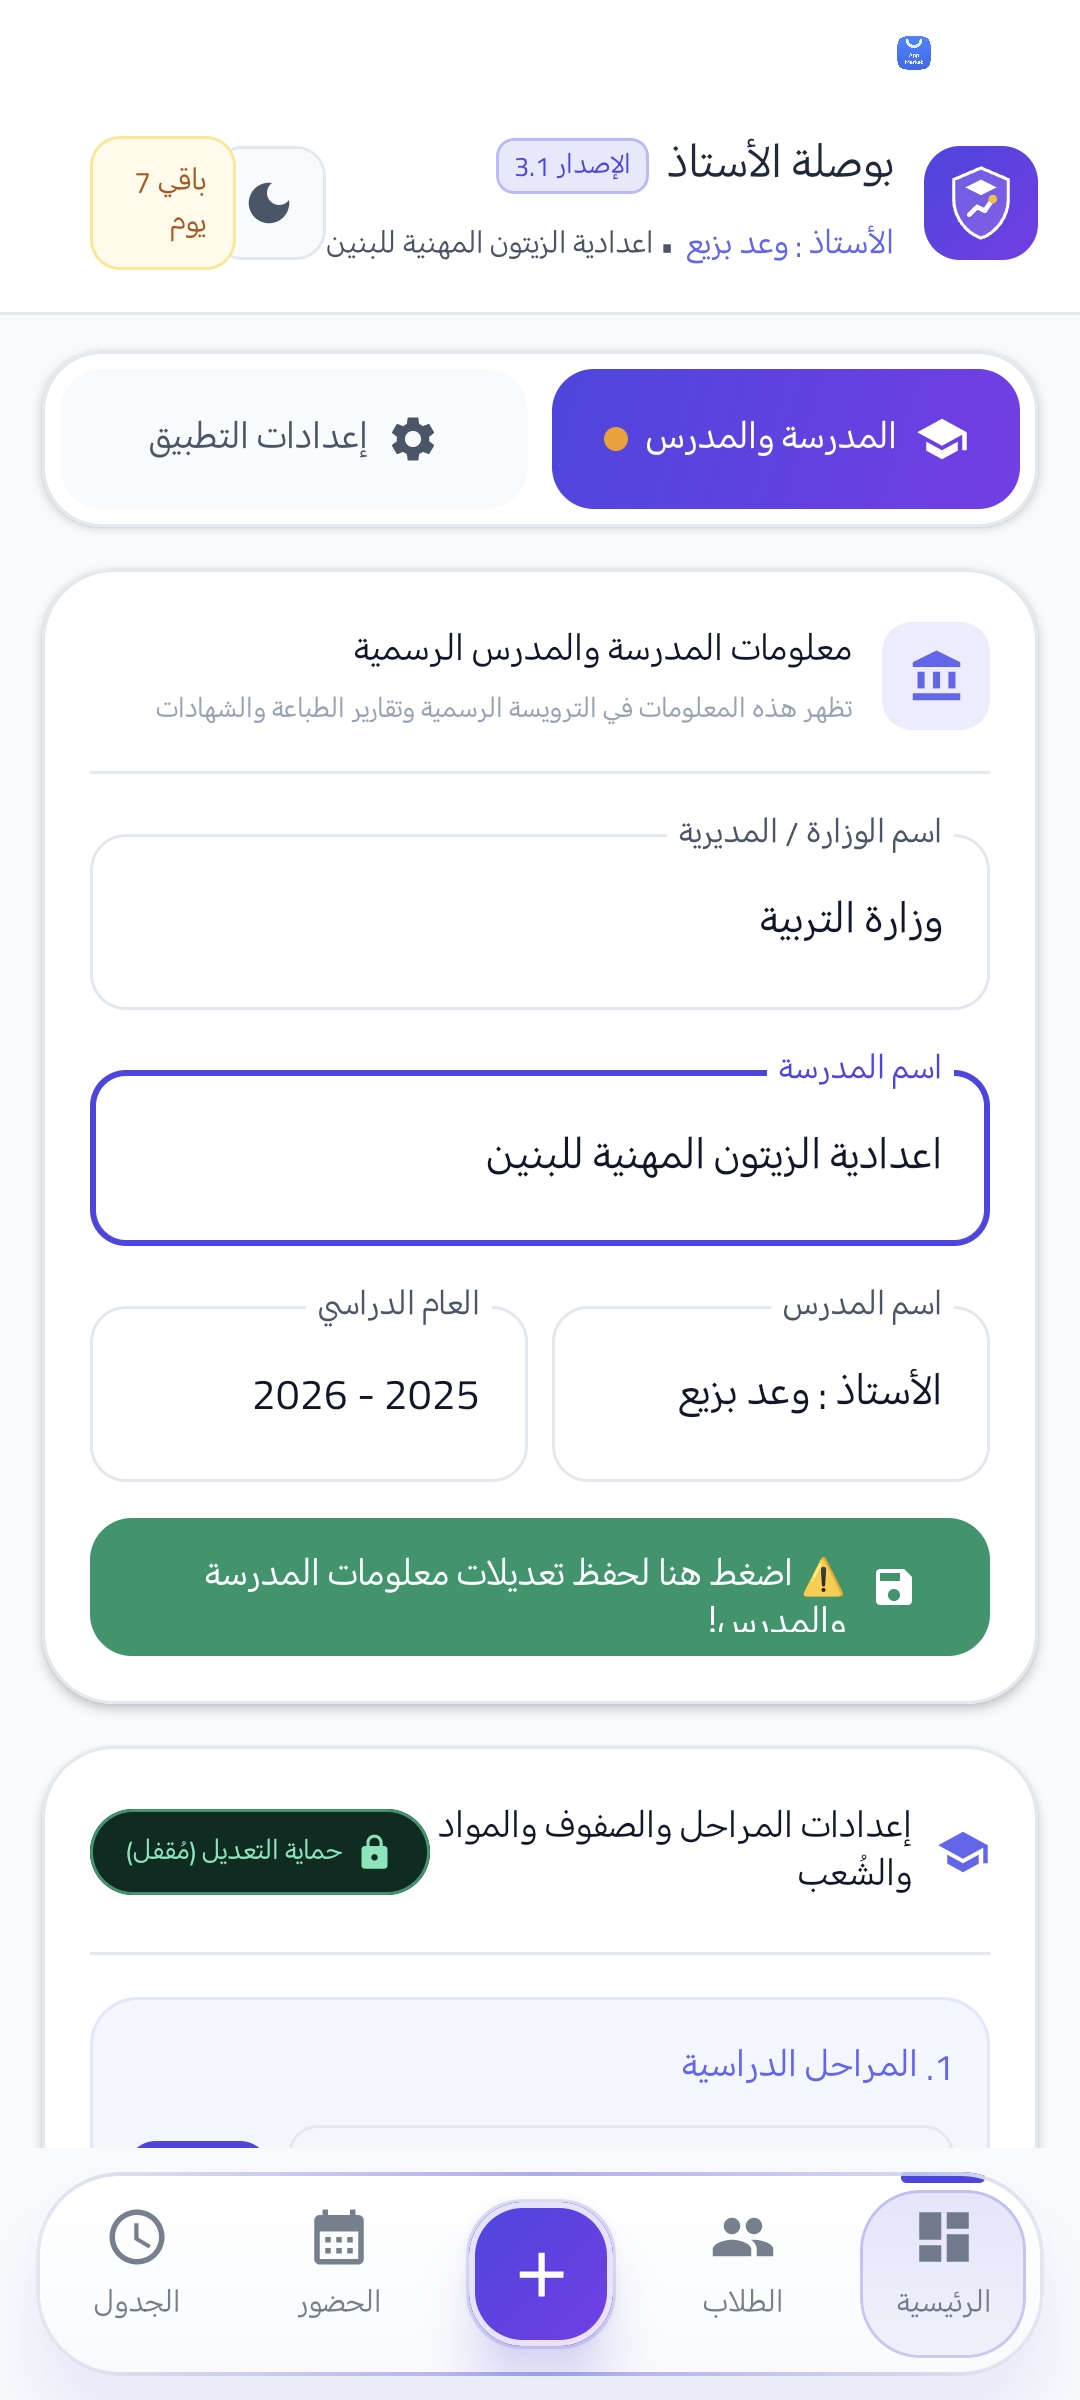 App Market
بوصلة الأستاذ
الإصدار 3.1
الأستاذ : وعد بزيع ▪ اعدادية الزيتون المهنية للبنين
باقي 7
يوم
المدرسة والمدرس
إعدادات التطبيق
معلومات المدرسة والمدرس الرسمية
تظهر هذه المعلومات في الترويسة الرسمية وتقارير الطباعة والشهادات
اسم الوزارة / المديرية
وزارة التربية
اسم المدرسة
اعدادية الزيتون المهنية للبنين
اسم المدرس
الأستاذ : وعد بزيع
العام الدراسي
2025 - 2026
⚠️ اضغط هنا لحفظ تعديلات معلومات المدرسة
والمدرس!
إعدادات المراحل والصفوف والمواد
والشُعب
حماية التعديل (مُقفل)
1. المراحل الدراسية
الرئيسية
الطلاب
الحضور
الجدول